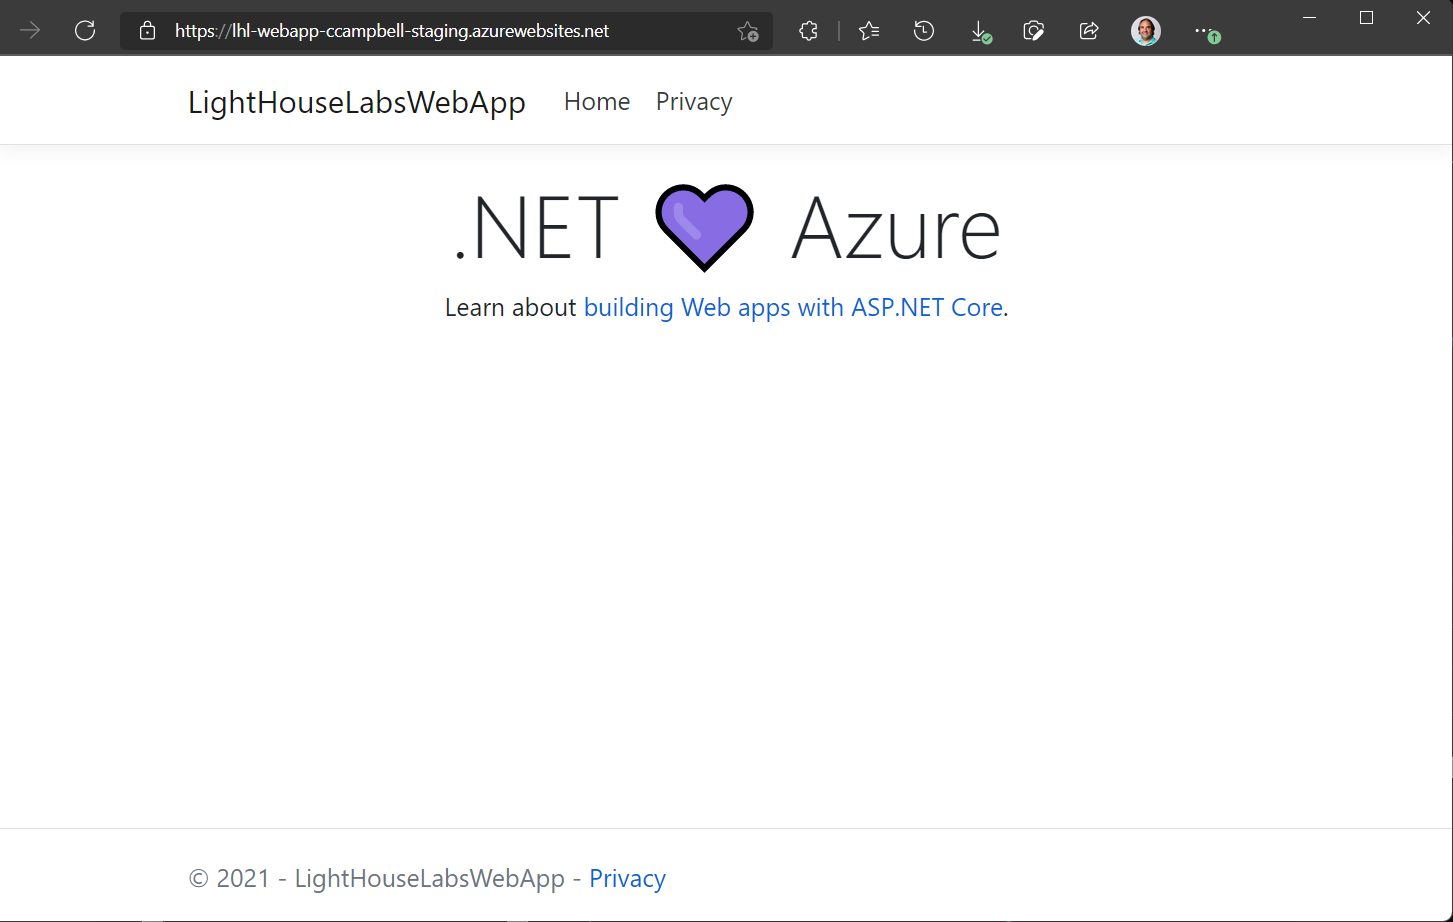 https://lhl-webapp-ccampbell-staging.azurewebsites.net
LightHouseLabsWebApp Home Privacy
.NET 💜 Azure
Learn about building Web apps with ASP.NET Core.
© 2021 - LightHouseLabsWebApp - Privacy